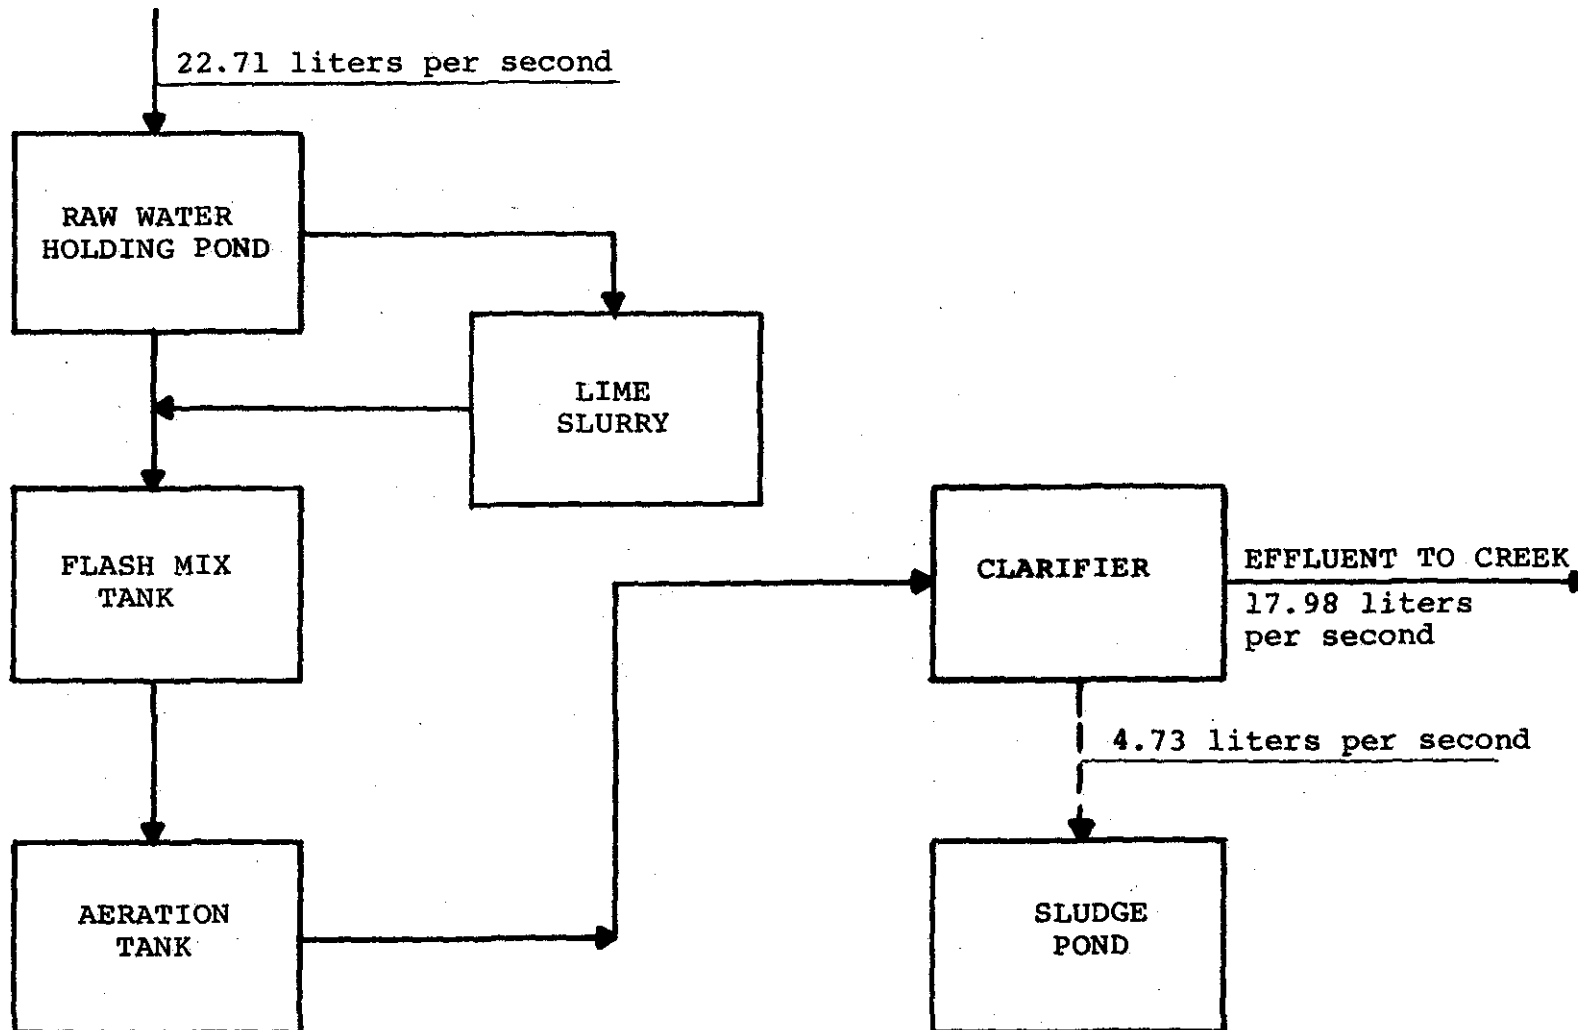 22.71 liters per second
RAW WATER
HOLDING POND
LIME
SLURRY
FLASH MIX
TANK
CLARIFIER
EFFLUENT TO CREEK
17.98 liters
per second
4.73 liters per second
AERATION
TANK
SLUDGE
POND